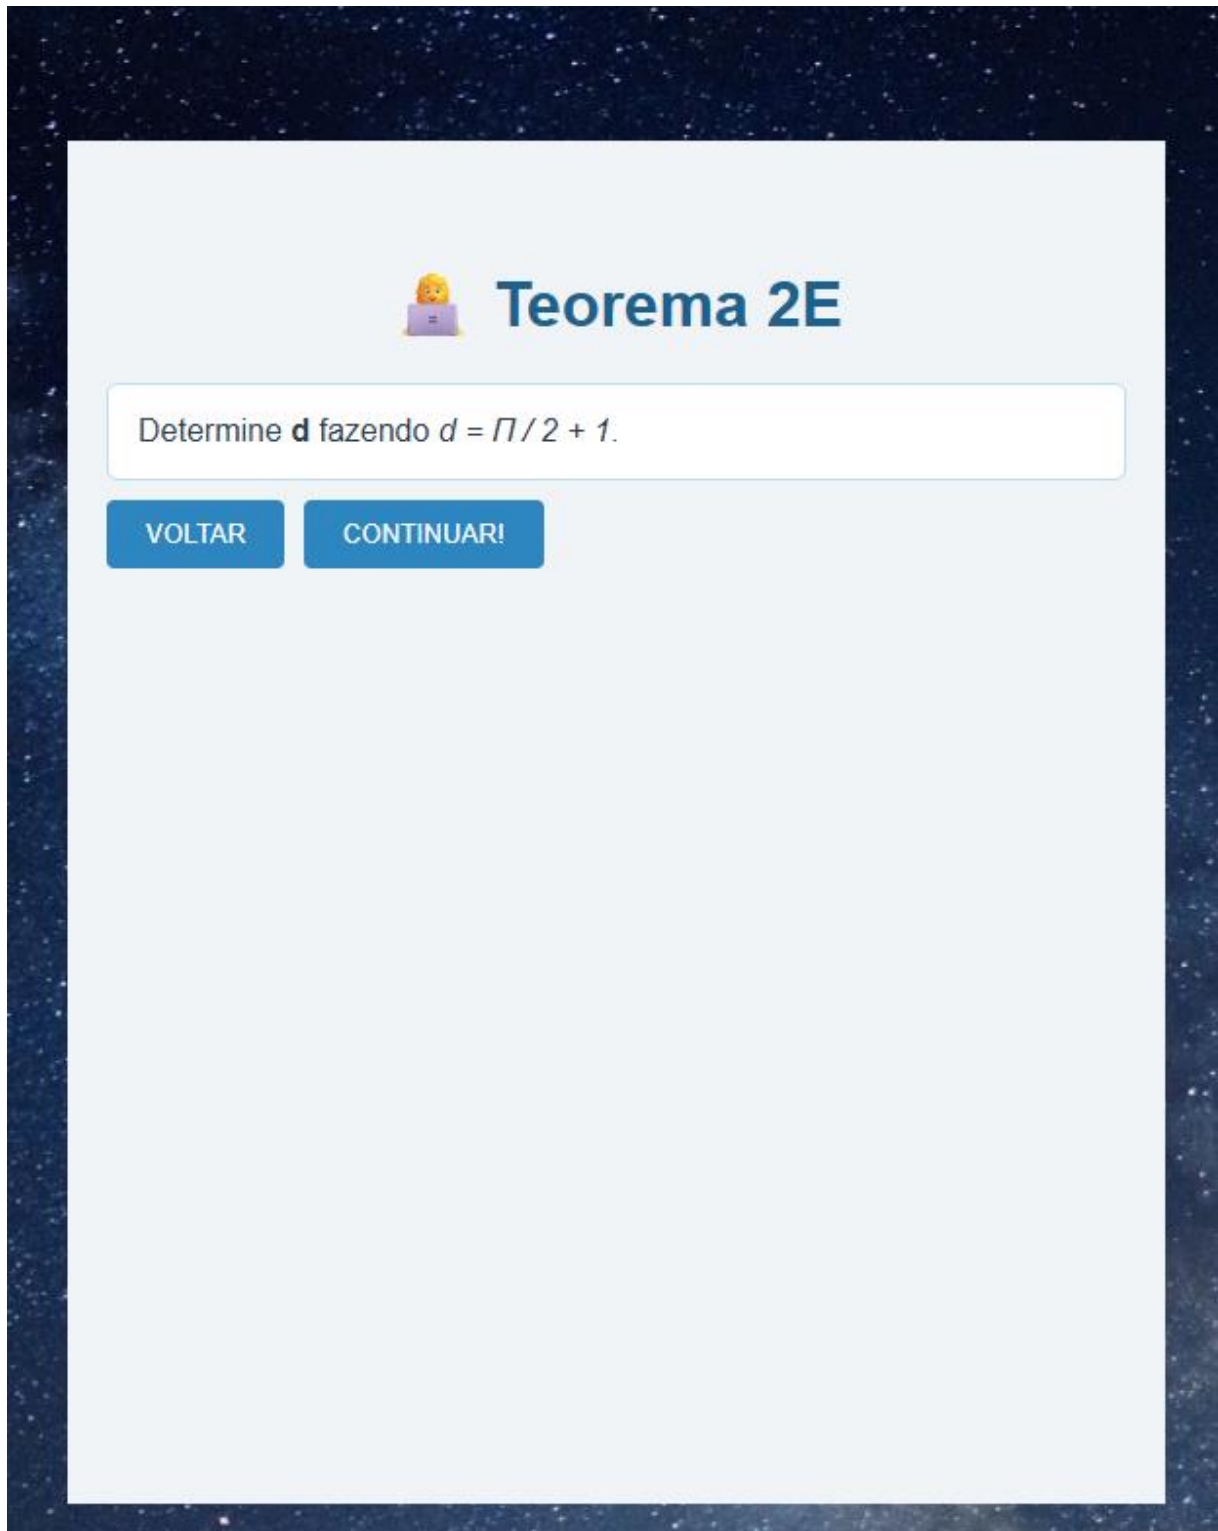 Teorema 2E
Determine d fazendo d = Π / 2 + 1.
VOLTAR
CONTINUAR!